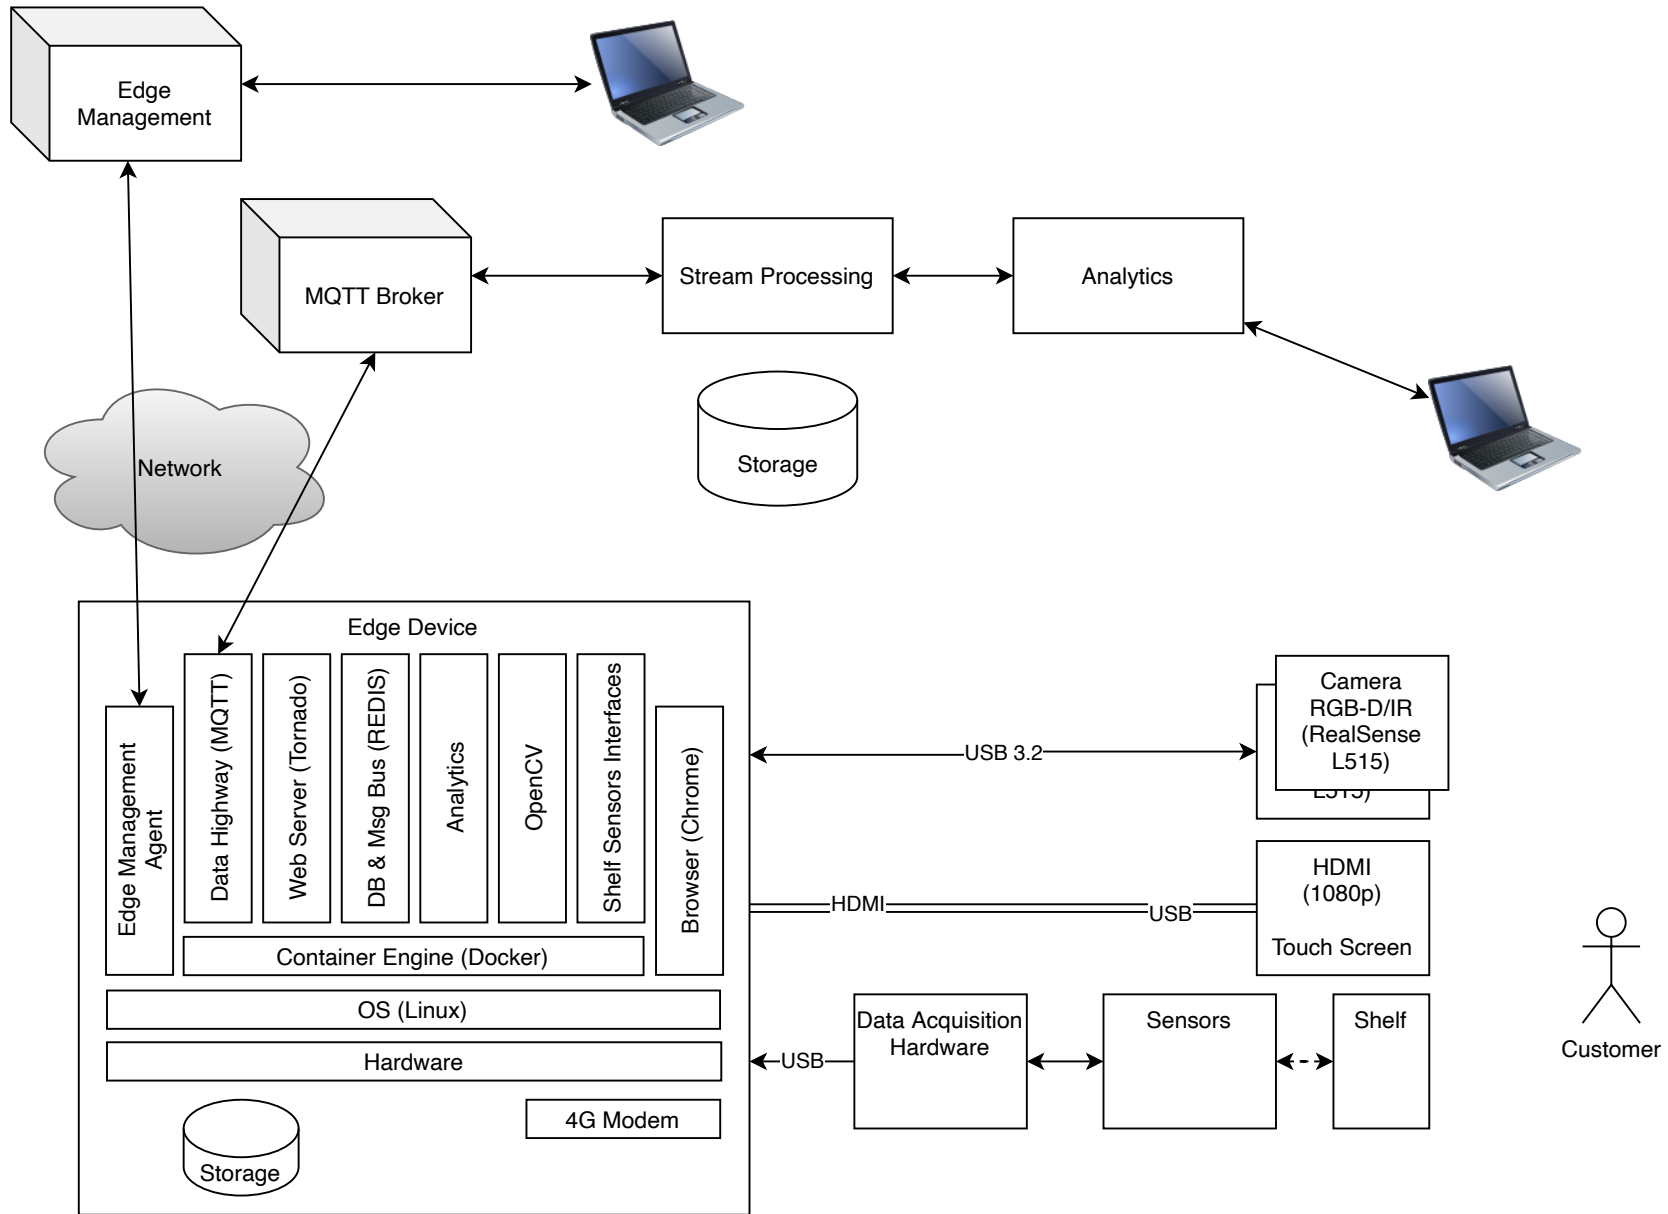 Edge
Management
MQTT Broker
Stream Processing
Analytics
Network
Storage
Edge Device
Edge Management
Agent
Data Highway (MQTT)
Web Server (Tornado)
DB & Msg Bus (REDIS)
Analytics
OpenCV
Shelf Sensors Interfaces
Browser (Chrome)
Container Engine (Docker)
OS (Linux)
Hardware
4G Modem
Storage
USB 3.2
Camera
RGB-D/IR
(RealSense
L515)
L515)
HDMI
USB
HDMI
(1080p)
Touch Screen
USB
Data Acquisition
Hardware
Sensors
Shelf
Customer